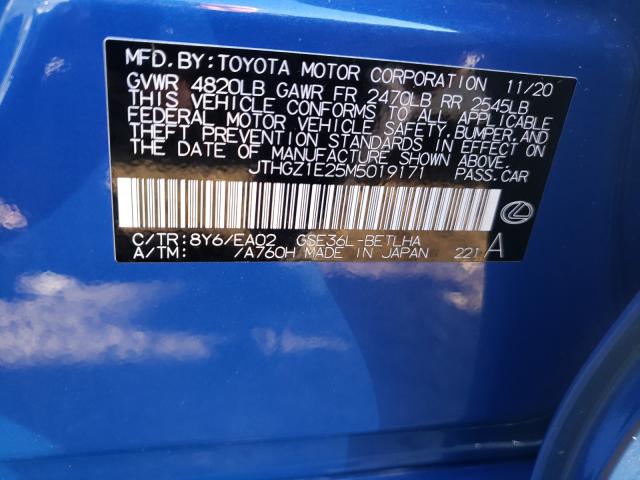 MFD. BY: TOYOTA MOTOR CORPORATION 11/20
GVWR 4820LB GAWR FR 2470LB RR 2545LB
THIS VEHICLE CONFORMS TO ALL APPLICABLE
FEDERAL MOTOR VEHICLE SAFETY, BUMPER, AND
THEFT PREVENTION STANDARDS IN EFFECT ON
THE DATE OF MANUFACTURE SHOWN ABOVE.
JTHGZ1E25M5019171 PASS.CAR
C/TR: 8Y6/EA02 GSE36L-BETLHA
A/TM: /A760H MADE IN JAPAN 221 A